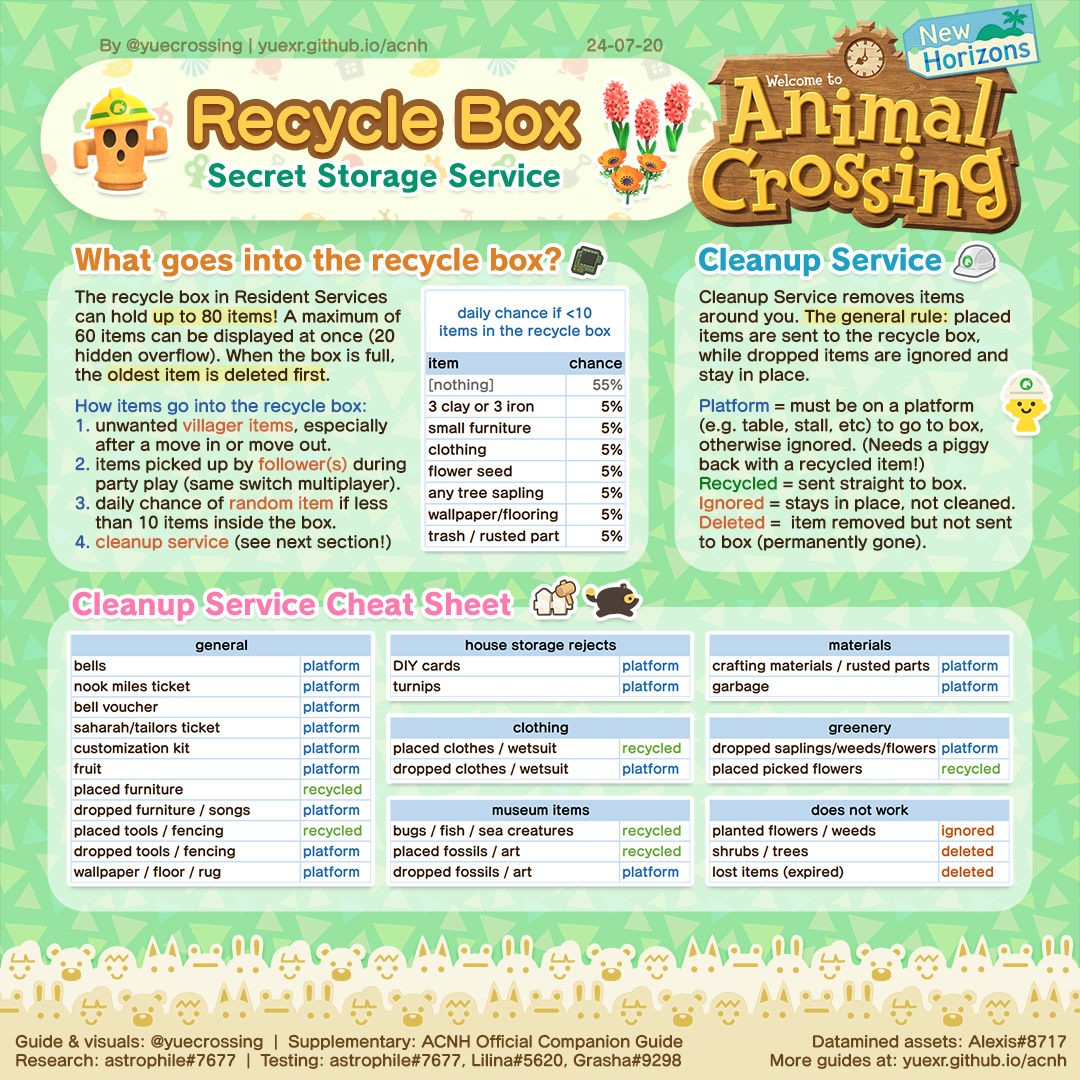 By @yuecrossing | yuexr.github.io/acnh
24-07-20
New
Horizons
Welcome to
Animal
Crossing
Recycle Box
Secret Storage Service
What goes into the recycle box?
The recycle box in Resident Services
can hold up to 80 items! A maximum of
60 items can be displayed at once (20
hidden overflow). When the box is full,
the oldest item is deleted first.
How items go into the recycle box:
1. unwanted villager items, especially
after a move in or move out.
2. items picked up by follower(s) during
party play (same switch multiplayer).
3. daily chance of random item if less
than 10 items inside the box.
4. cleanup service (see next section!)
daily chance if <10
items in the recycle box
item chance
[nothing] 55%
3 clay or 3 iron 5%
small furniture 5%
clothing 5%
flower seed 5%
any tree sapling 5%
wallpaper/flooring 5%
trash / rusted part 5%
Cleanup Service
Cleanup Service removes items
around you. The general rule: placed
items are sent to the recycle box,
while dropped items are ignored and
stay in place.
Platform = must be on a platform
(e.g. table, stall, etc) to go to box,
otherwise ignored. (Needs a piggy
back with a recycled item!)
Recycled = sent straight to box.
Ignored = stays in place, not cleaned.
Deleted = item removed but not sent
to box (permanently gone).
Cleanup Service Cheat Sheet
general
bells platform
nook miles ticket platform
bell voucher platform
saharah/tailors ticket platform
customization kit platform
fruit platform
placed furniture recycled
dropped furniture / songs platform
placed tools / fencing recycled
dropped tools / fencing platform
wallpaper / floor / rug platform
house storage rejects
DIY cards platform
turnips platform
clothing
placed clothes / wetsuit recycled
dropped clothes / wetsuit platform
museum items
bugs / fish / sea creatures recycled
placed fossils / art recycled
dropped fossils / art platform
materials
crafting materials / rusted parts platform
garbage platform
greenery
dropped saplings/weeds/flowers platform
placed picked flowers recycled
does not work
planted flowers / weeds ignored
shrubs / trees deleted
lost items (expired) deleted
Guide & visuals: @yuecrossing | Supplementary: ACNH Official Companion Guide
Research: astrophile#7677 | Testing: astrophile#7677, Lilina#5620, Grasha#9298
Datamined assets: Alexis#8717
More guides at: yuexr.github.io/acnh